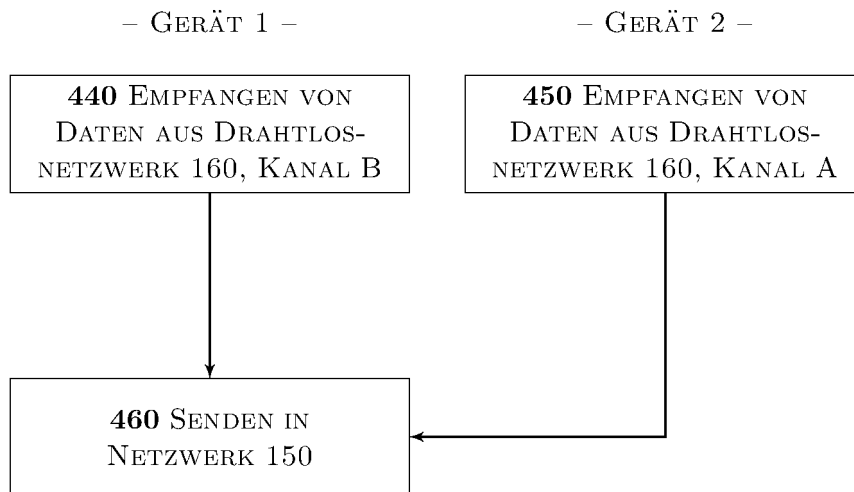 – GERÄT 1 –
– GERÄT 2 –
440 EMPFANGEN VON
DATEN AUS DRAHTLOS-
NETZWERK 160, KANAL B
450 EMPFANGEN VON
DATEN AUS DRAHTLOS-
NETZWERK 160, KANAL A
460 SENDEN IN
NETZWERK 150